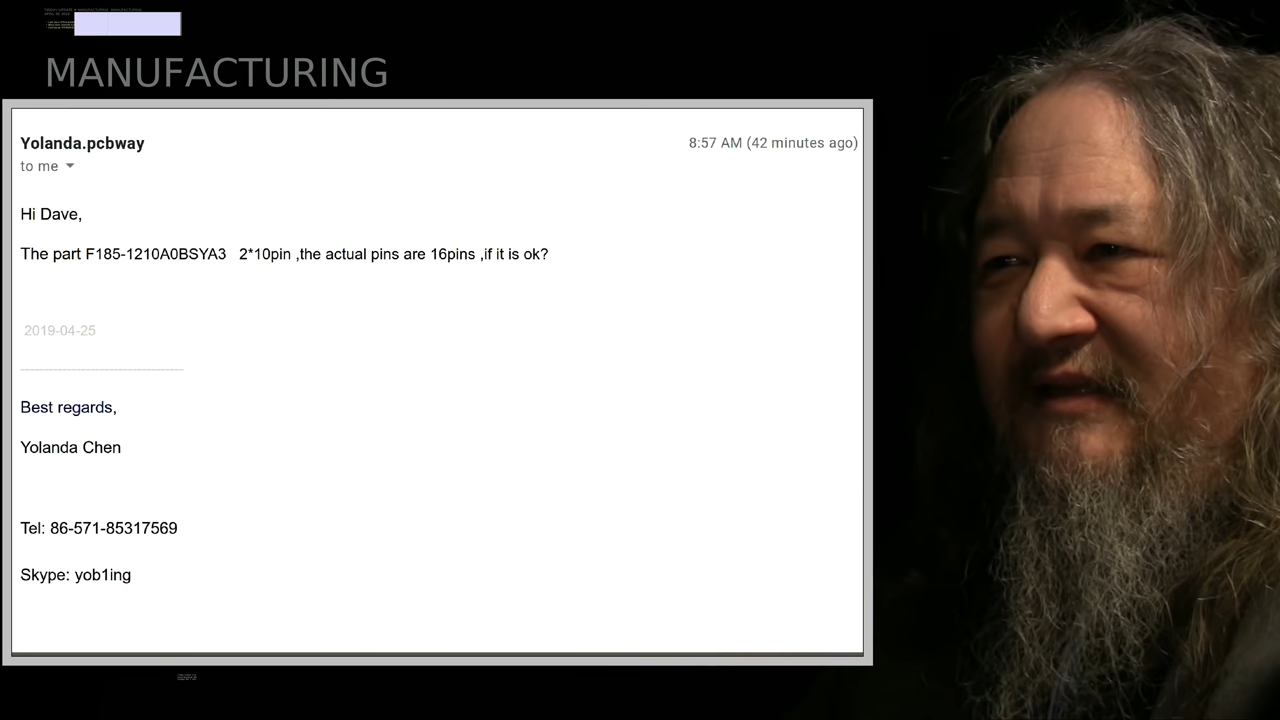 MANUFACTURING
Yolanda.pcbway
8:57 AM (42 minutes ago)
to me
Hi Dave,
The part F185-1210A0BSYA3   2*10pin ,the actual pins are 16pins ,if it is ok?
2019-04-25
Best regards,
Yolanda Chen
Tel: 86-571-85317569
Skype: yob1ing